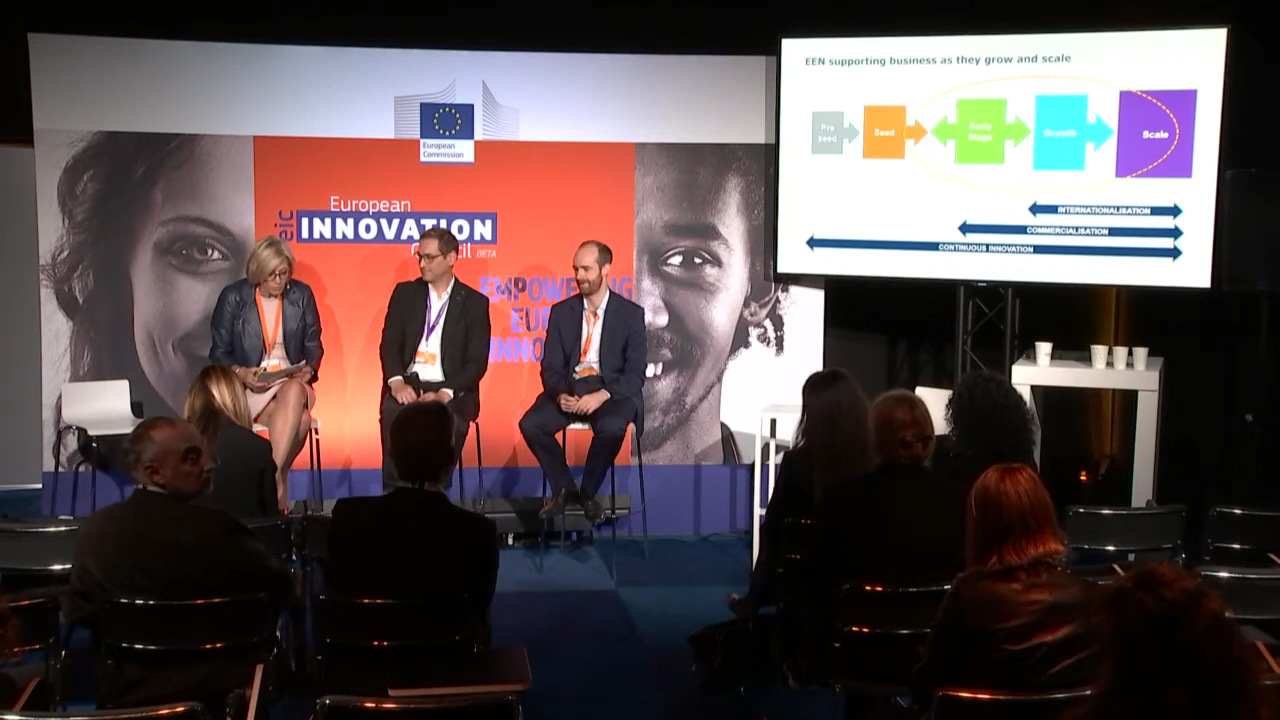 European
Commission
European
eic
INNOVATION
BETA
EEN supporting business as they grow and scale
Pre
seed
Seed
Early
Stage
Growth
Scale
INTERNATIONALISATION
COMMERCIALISATION
CONTINUOUS INNOVATION